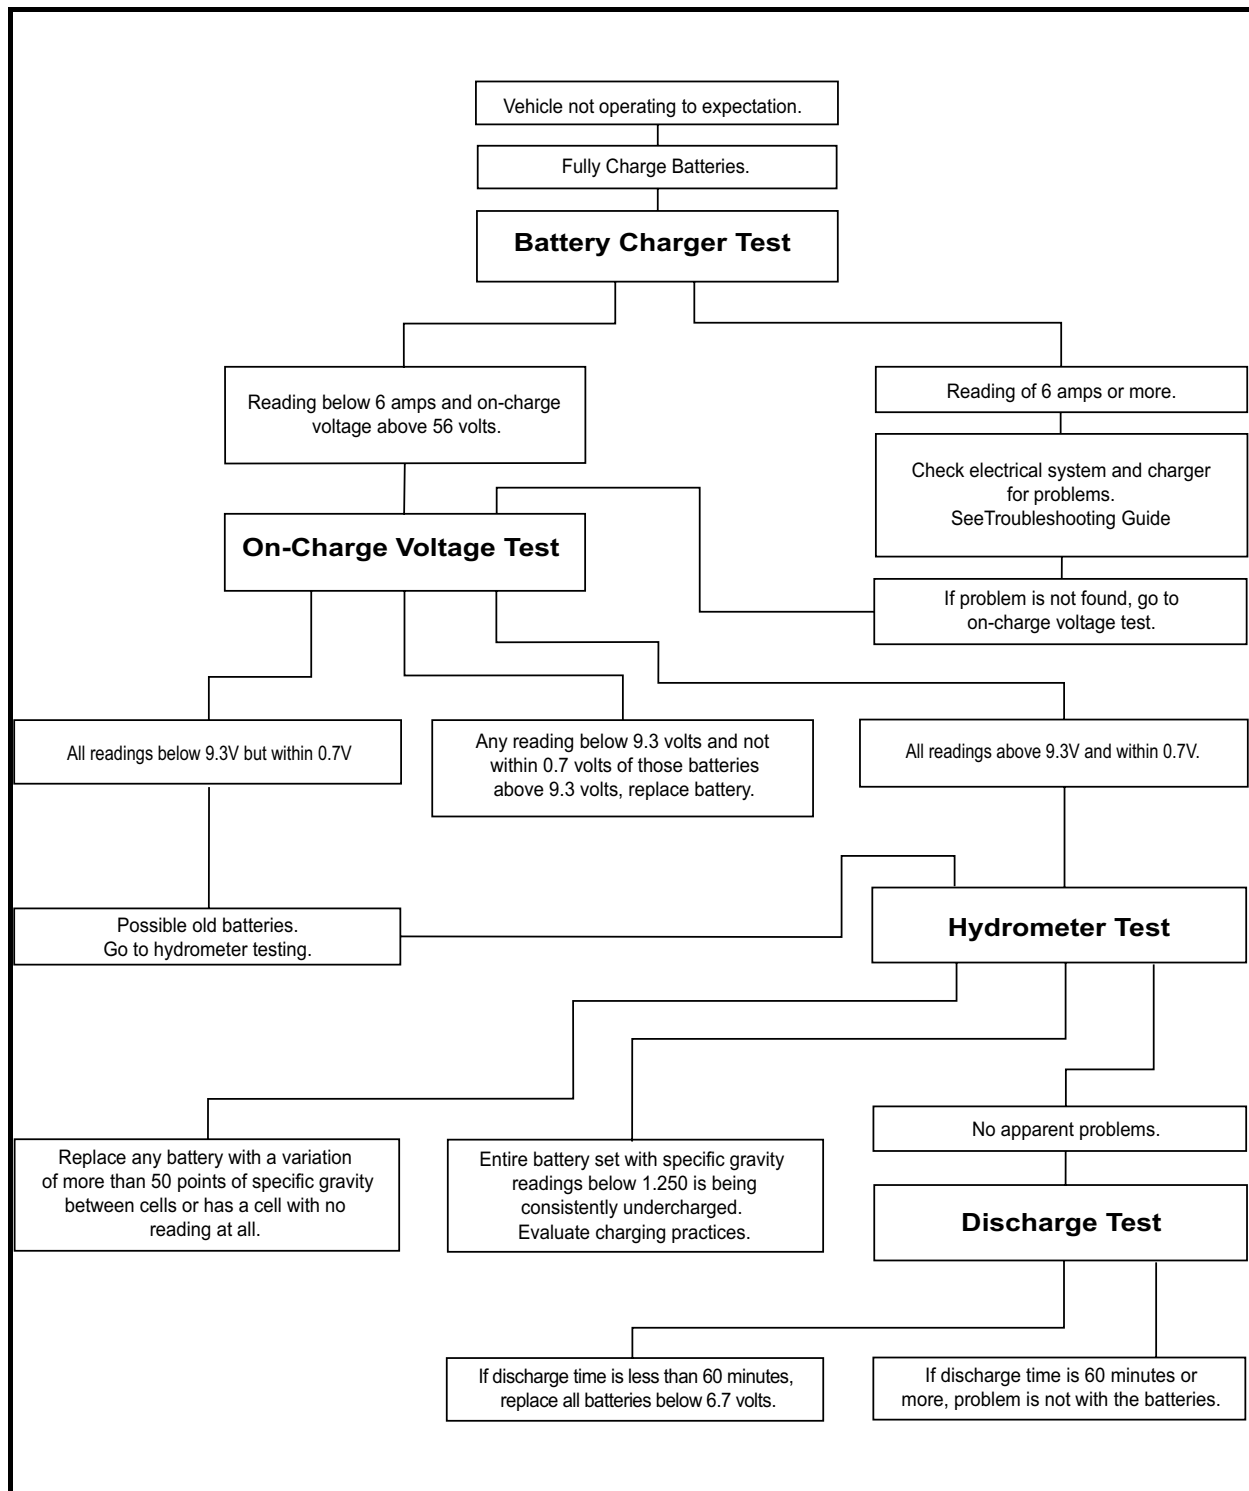 Vehicle not operating to expectation.
Fully Charge Batteries.
Battery Charger Test
Reading below 6 amps and on-charge
voltage above 56 volts.
Reading of 6 amps or more.
Check electrical system and charger
for problems.
SeeTroubleshooting Guide
On-Charge Voltage Test
If problem is not found, go to
on-charge voltage test.
All readings below 9.3V but within 0.7V
Any reading below 9.3 volts and not
within 0.7 volts of those batteries
above 9.3 volts, replace battery.
All readings above 9.3V and within 0.7V.
Possible old batteries.
Go to hydrometer testing.
Hydrometer Test
Replace any battery with a variation
of more than 50 points of specific gravity
between cells or has a cell with no
reading at all.
Entire battery set with specific gravity
readings below 1.250 is being
consistently undercharged.
Evaluate charging practices.
No apparent problems.
Discharge Test
If discharge time is less than 60 minutes,
replace all batteries below 6.7 volts.
If discharge time is 60 minutes or
more, problem is not with the batteries.